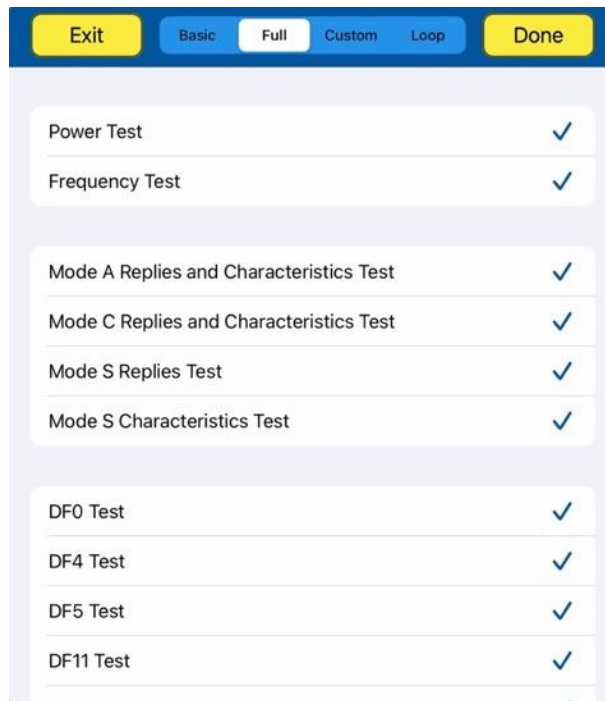 Exit Basic Full Custom Loop Done
Power Test
Frequency Test
Mode A Replies and Characteristics Test
Mode C Replies and Characteristics Test
Mode S Replies Test
Mode S Characteristics Test
DF0 Test
DF4 Test
DF5 Test
DF11 Test